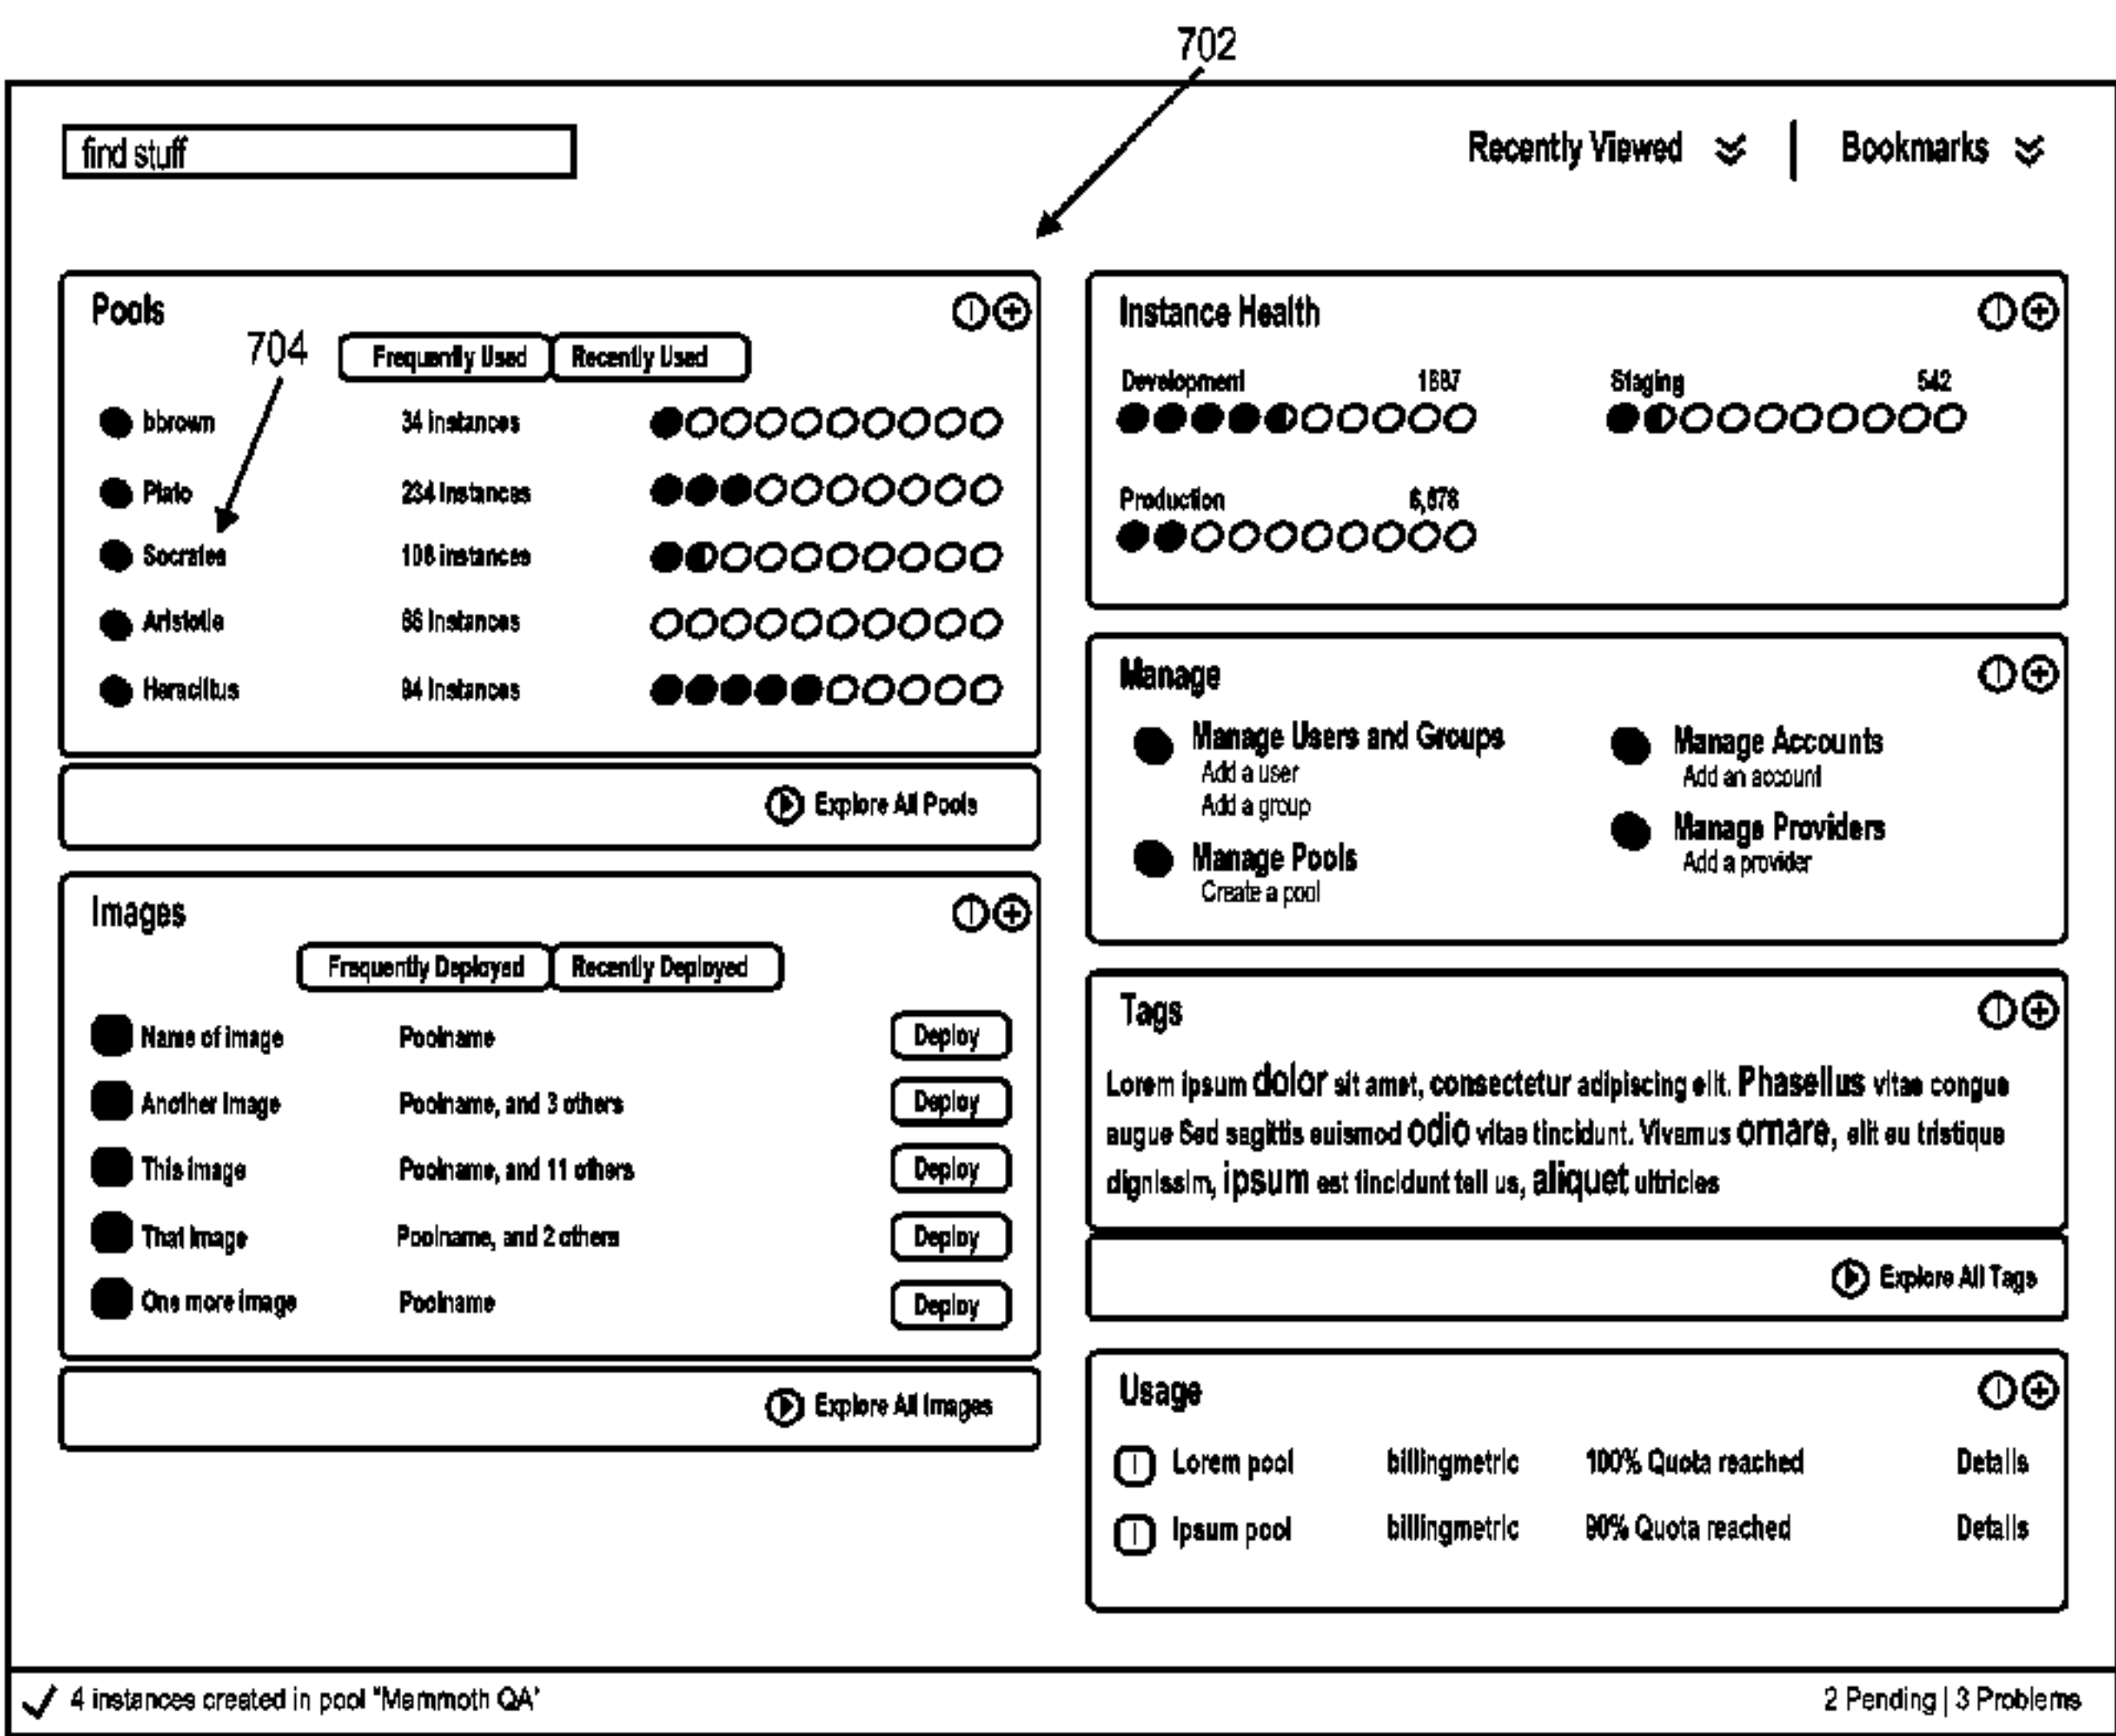 702
find stuff
Recently Viewed | Bookmarks
Pools
704
Frequently Used Recently Used
bbrown 34 instances
Plato 234 instances
Socrates instances
Aristotle instances
Heraclitus instances
Explore All Pools
Images
Frequently Deployed Recently Deployed
Name of image Poolname Deploy
Another image Poolname, and 3 others Deploy
This image Poolname, and 11 others Deploy
That image Poolname, and 2 others Deploy
One more image Poolname Deploy
Explore All Images
Instance Health
Development Staging 542
Production
Manage
Manage Users and Groups
Add a user
Add a group
Manage Pools
Create a pool
Manage Accounts
Add an account
Manage Providers
Add a provider
Tags
Lorem ipsum dolor sit amet, consectetur adipiscing elit. Phasellus vitae congue
augue Sed sagittis euismod odio vitae tincidunt. Vivamus ornare, elit eu tristique
dignissim, ipsum est tincidunt tell us, aliquet ultricies
Explore All Tags
Usage
Lorem pool billingmetric 100% Quota reached Details
Ipsum pool billingmetric 90% Quota reached Details
4 instances created in pool "Mammoth QA"
2 Pending | 3 Problems